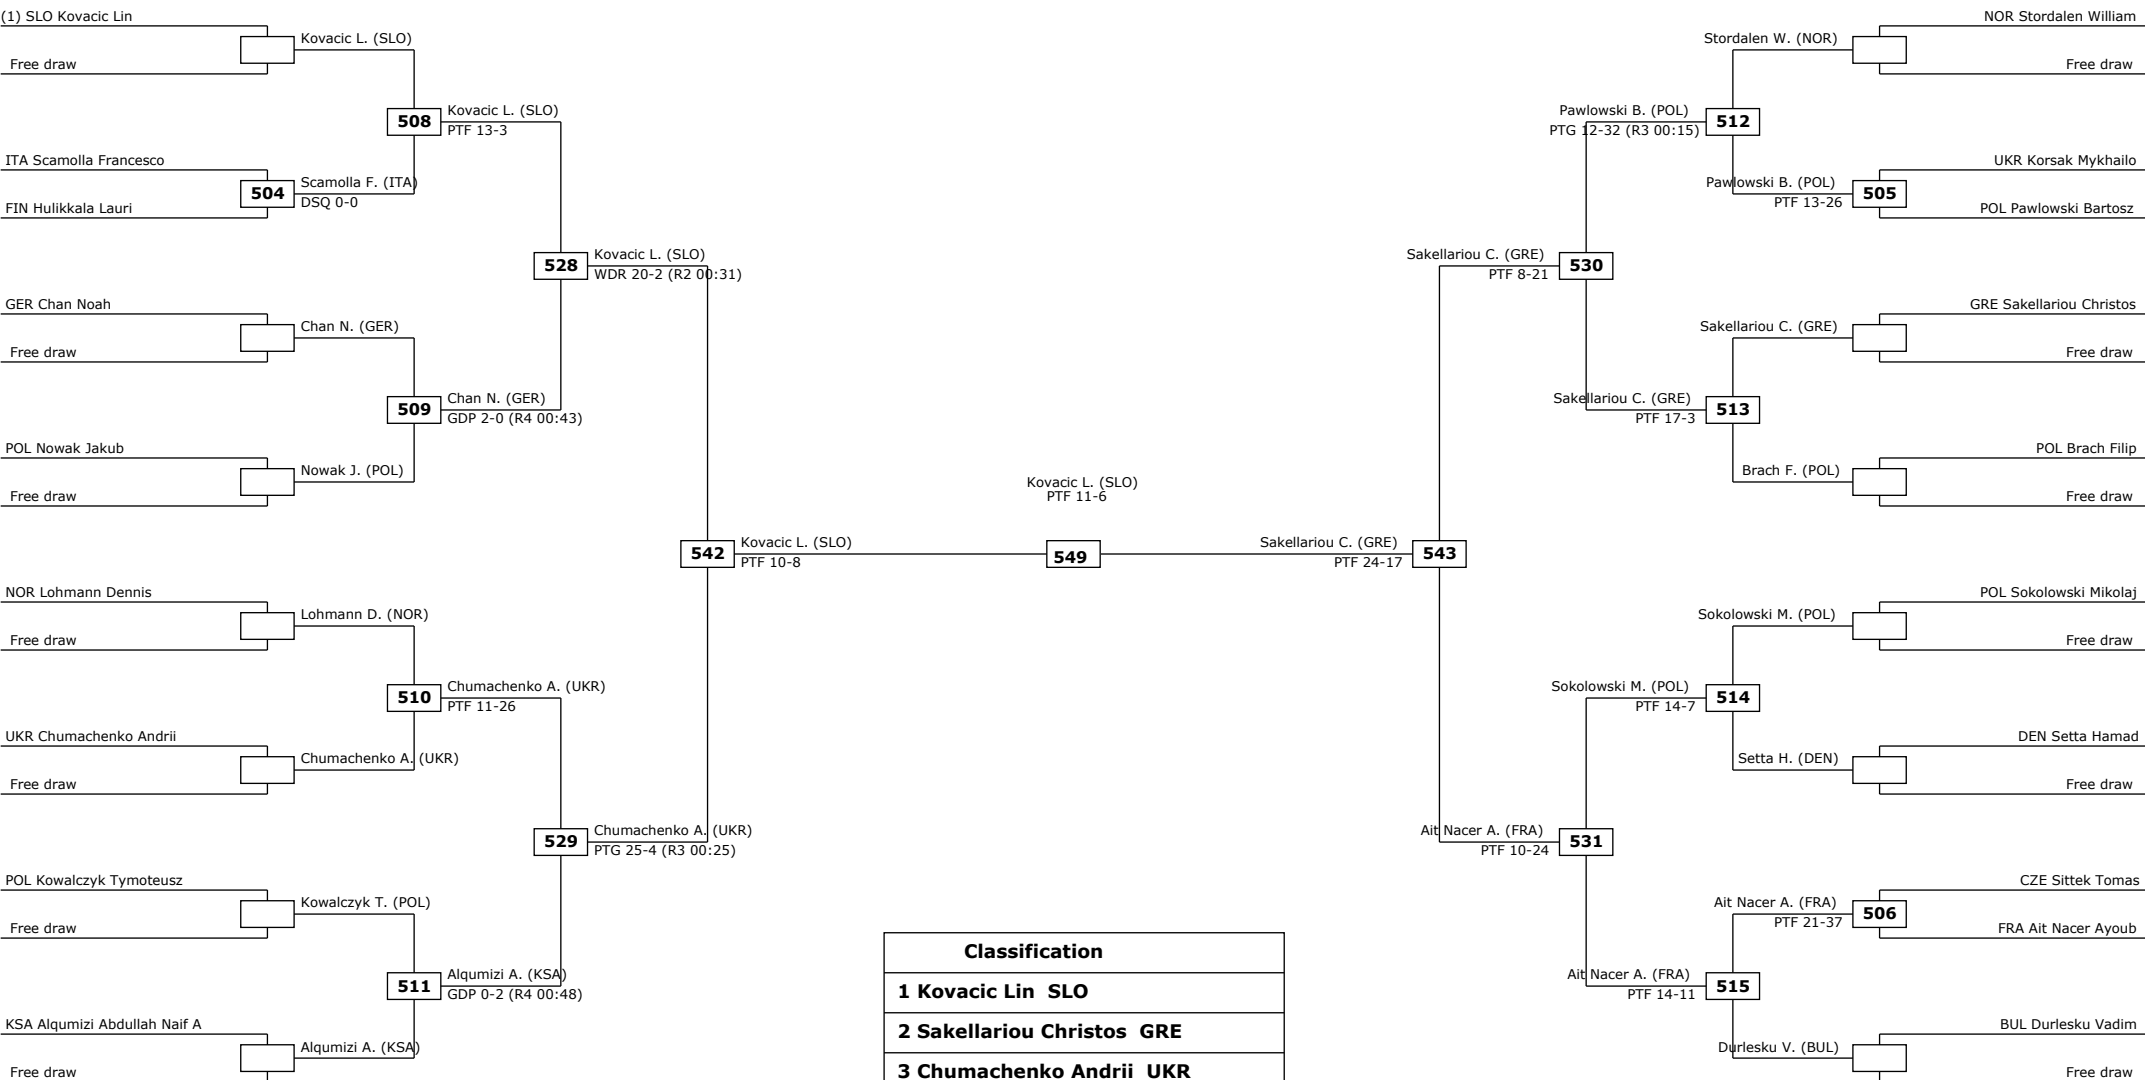 (1) SLO Kovacic Lin
Kovacic L. (SLO)
Free draw
508
Kovacic L. (SLO)
PTF 13-3
ITA Scamolla Francesco
504
Scamolla F. (ITA)
DSQ 0-0
FIN Hulikkala Lauri
528
Kovacic L. (SLO)
WDR 20-2 (R2 00:31)
GER Chan Noah
Chan N. (GER)
Free draw
509
Chan N. (GER)
GDP 2-0 (R4 00:43)
POL Nowak Jakub
Nowak J. (POL)
Free draw
542
Kovacic L. (SLO)
PTF 10-8
NOR Lohmann Dennis
Lohmann D. (NOR)
Free draw
510
Chumachenko A. (UKR)
PTF 11-26
UKR Chumachenko Andrii
Chumachenko A. (UKR)
Free draw
529
Chumachenko A. (UKR)
PTG 25-4 (R3 00:25)
POL Kowalczyk Tymoteusz
Kowalczyk T. (POL)
Free draw
511
Alqumizi A. (KSA)
GDP 0-2 (R4 00:48)
KSA Alqumizi Abdullah Naif A
Alqumizi A. (KSA)
Free draw
Kovacic L. (SLO)
PTF 11-6
549
NOR Stordalen William
Stordalen W. (NOR)
Free draw
Pawlowski B. (POL)
PTG 12-32 (R3 00:15)
512
UKR Korsak Mykhailo
Pawlowski B. (POL)
PTF 13-26
505
POL Pawlowski Bartosz
Sakellariou C. (GRE)
PTF 8-21
530
GRE Sakellariou Christos
Sakellariou C. (GRE)
Free draw
Sakellariou C. (GRE)
PTF 17-3
513
POL Brach Filip
Brach F. (POL)
Free draw
Sakellariou C. (GRE)
PTF 24-17
543
POL Sokolowski Mikolaj
Sokolowski M. (POL)
Free draw
Sokolowski M. (POL)
PTF 14-7
514
DEN Setta Hamad
Setta H. (DEN)
Free draw
Ait Nacer A. (FRA)
PTF 10-24
531
CZE Sittek Tomas
Ait Nacer A. (FRA)
PTF 21-37
506
FRA Ait Nacer Ayoub
Ait Nacer A. (FRA)
PTF 14-11
515
BUL Durlesku Vadim
Durlesku V. (BUL)
Free draw
Classification
1 Kovacic Lin SLO
2 Sakellariou Christos GRE
3 Chumachenko Andrii UKR